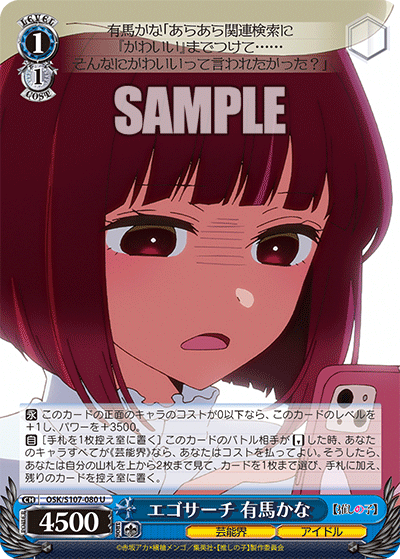 LEVEL
1
1
COST
有馬かな「あらあら関連検索に
『かわいい』までつけて……
そんなにかわいいって言われたかった？」
SAMPLE
永 このカードの正面のキャラのコストが0以下なら、このカードのレベルを
＋1し、パワーを＋3500。
自 ［手札を1枚控え室に置く］ このカードのバトル相手が した時、あなた
のキャラすべてが《芸能界》なら、あなたはコストを払ってよい。そうしたら、
あなたは自分の山札を上から2枚まで見て、カードを1枚まで選び、手札に加え、
残りのカードを控え室に置く。
CH OSK/S107-080 U
4500
エゴサーチ 有馬かな
【推しの子】
芸能界
アイドル
©赤坂アカ×横槍メンゴ／集英社・【推しの子】製作委員会